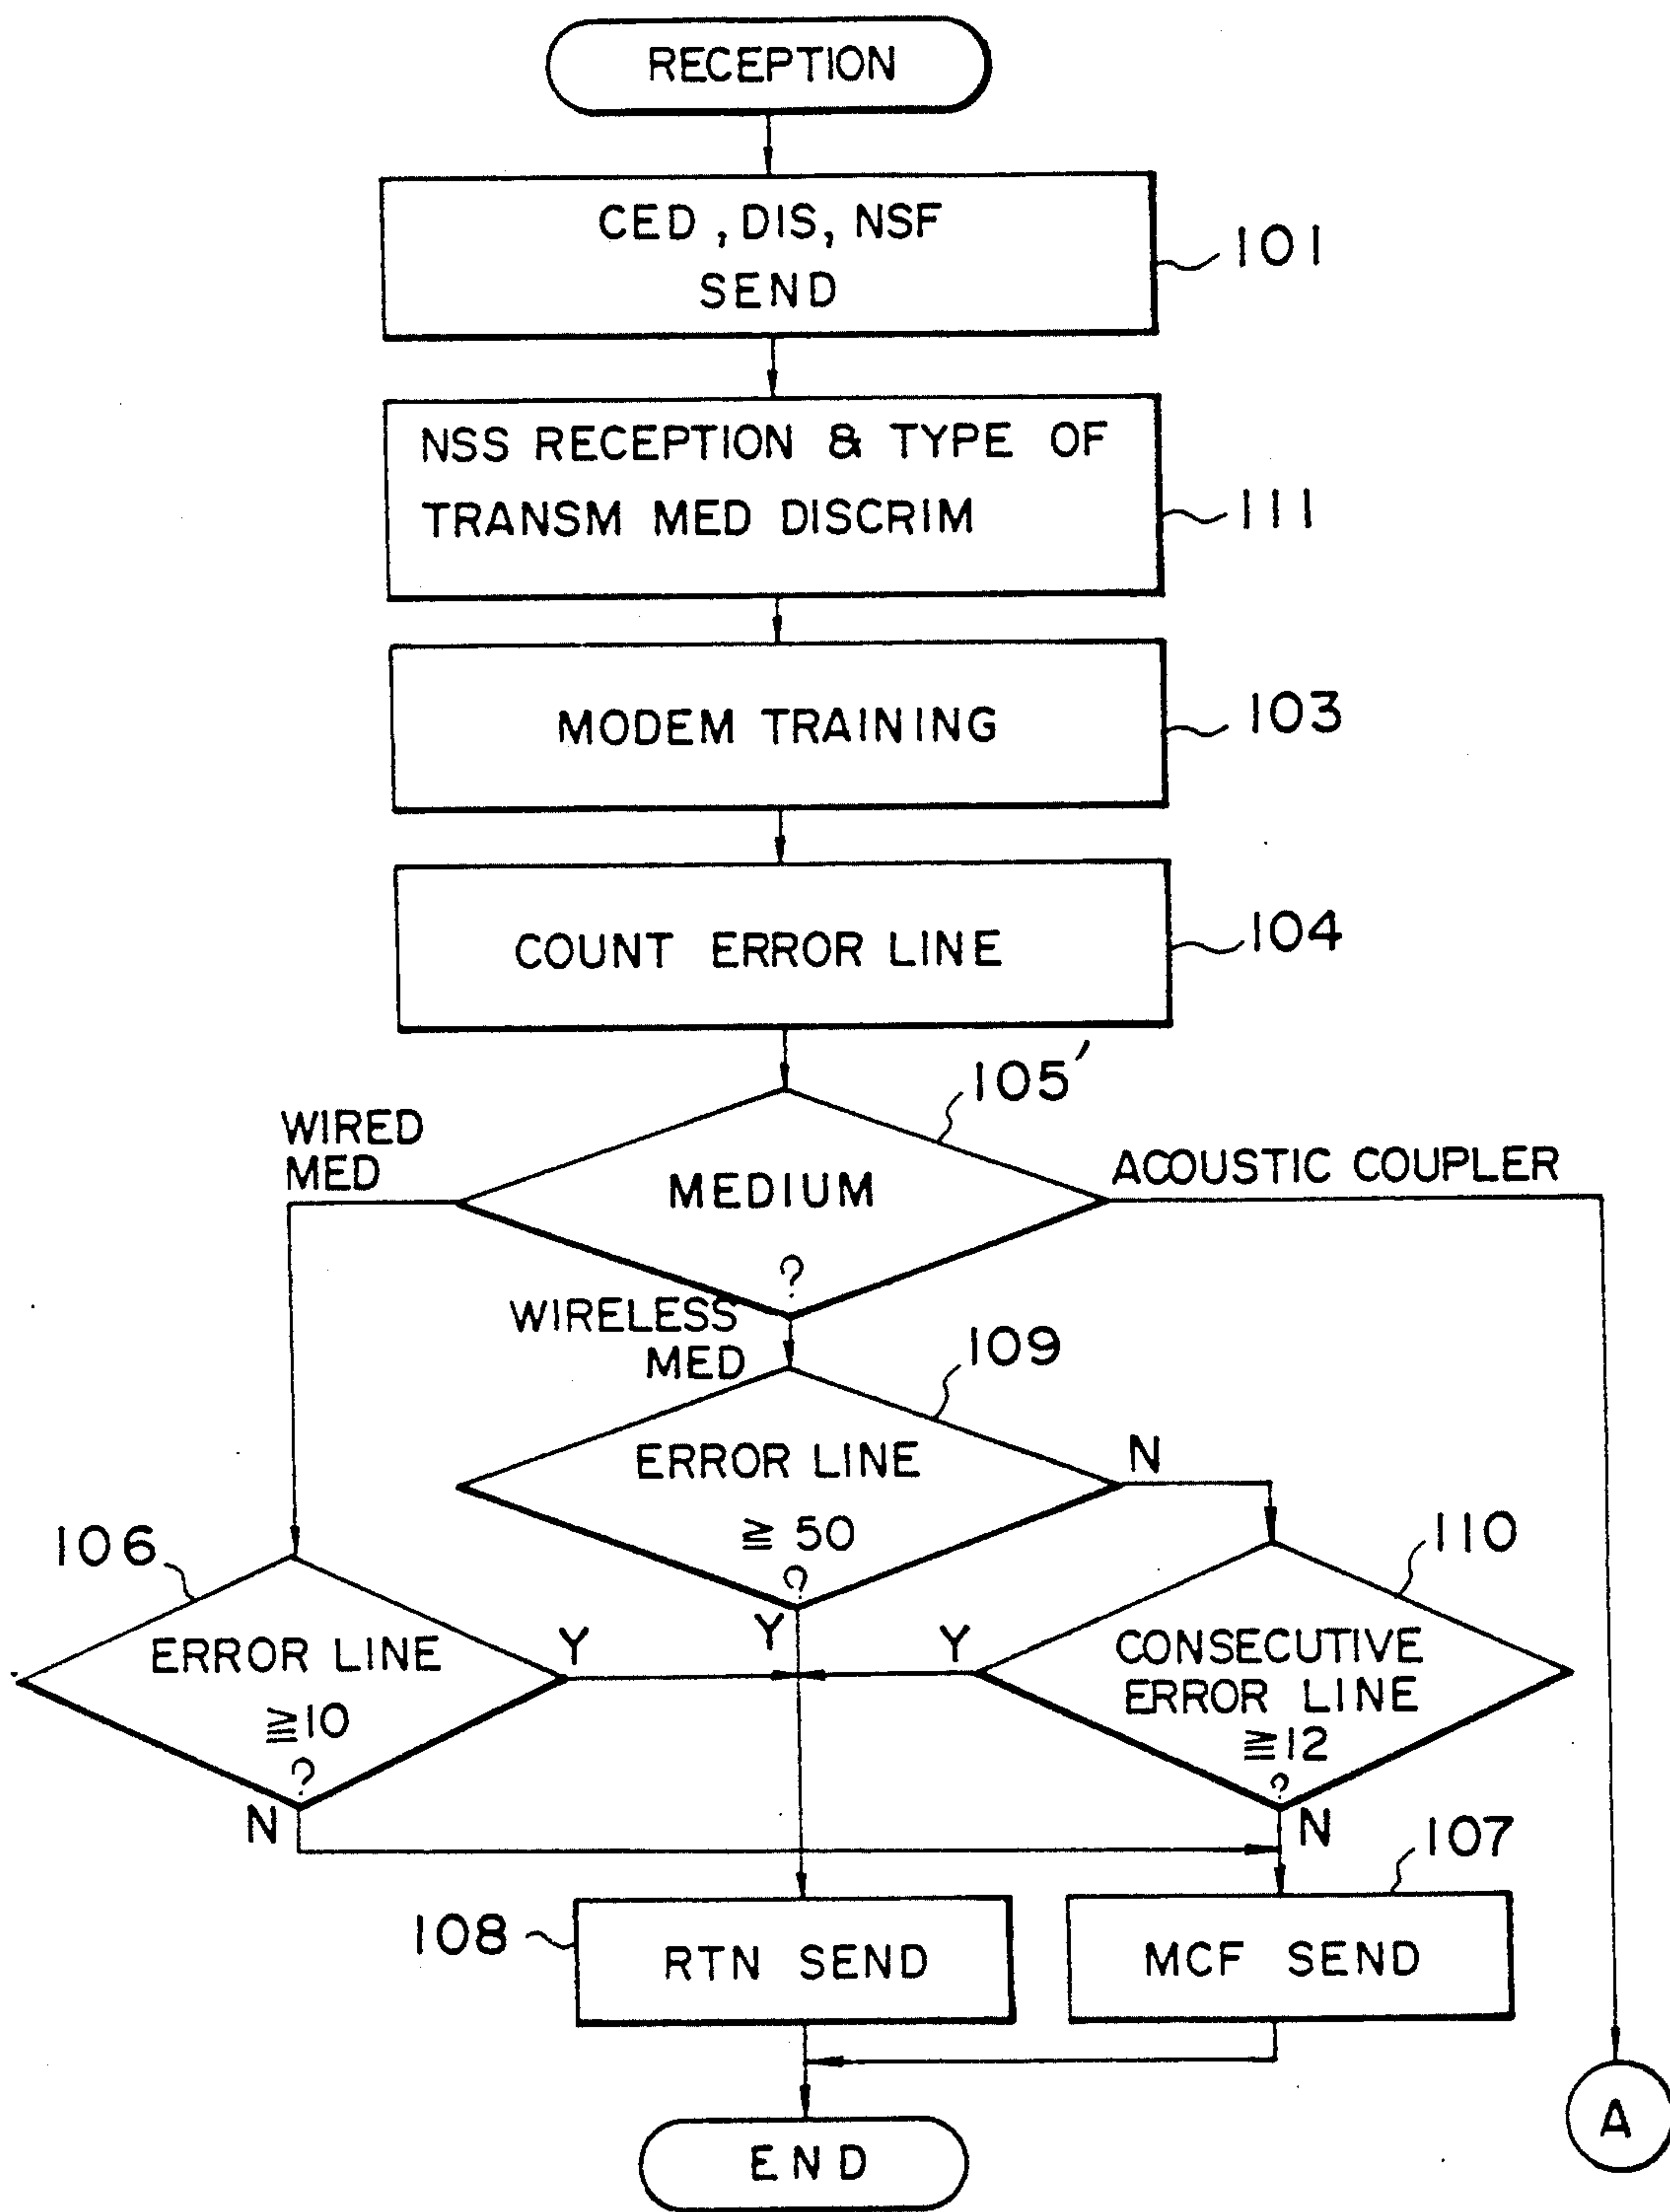 RECEPTION
CED, DIS, NSF
SEND
101
NSS RECEPTION & TYPE OF
TRANSM MED DISCRIM
111
MODEM TRAINING
103
COUNT ERROR LINE
104
105'
WIRED
MED
MEDIUM
?
ACOUSTIC COUPLER
WIRELESS
MED
109
ERROR LINE
≧ 50
?
N
Y
106
ERROR LINE
≧10
?
Y
N
110
CONSECUTIVE
ERROR LINE
≧12
?
Y
N
107
108
RTN SEND
MCF SEND
END
A